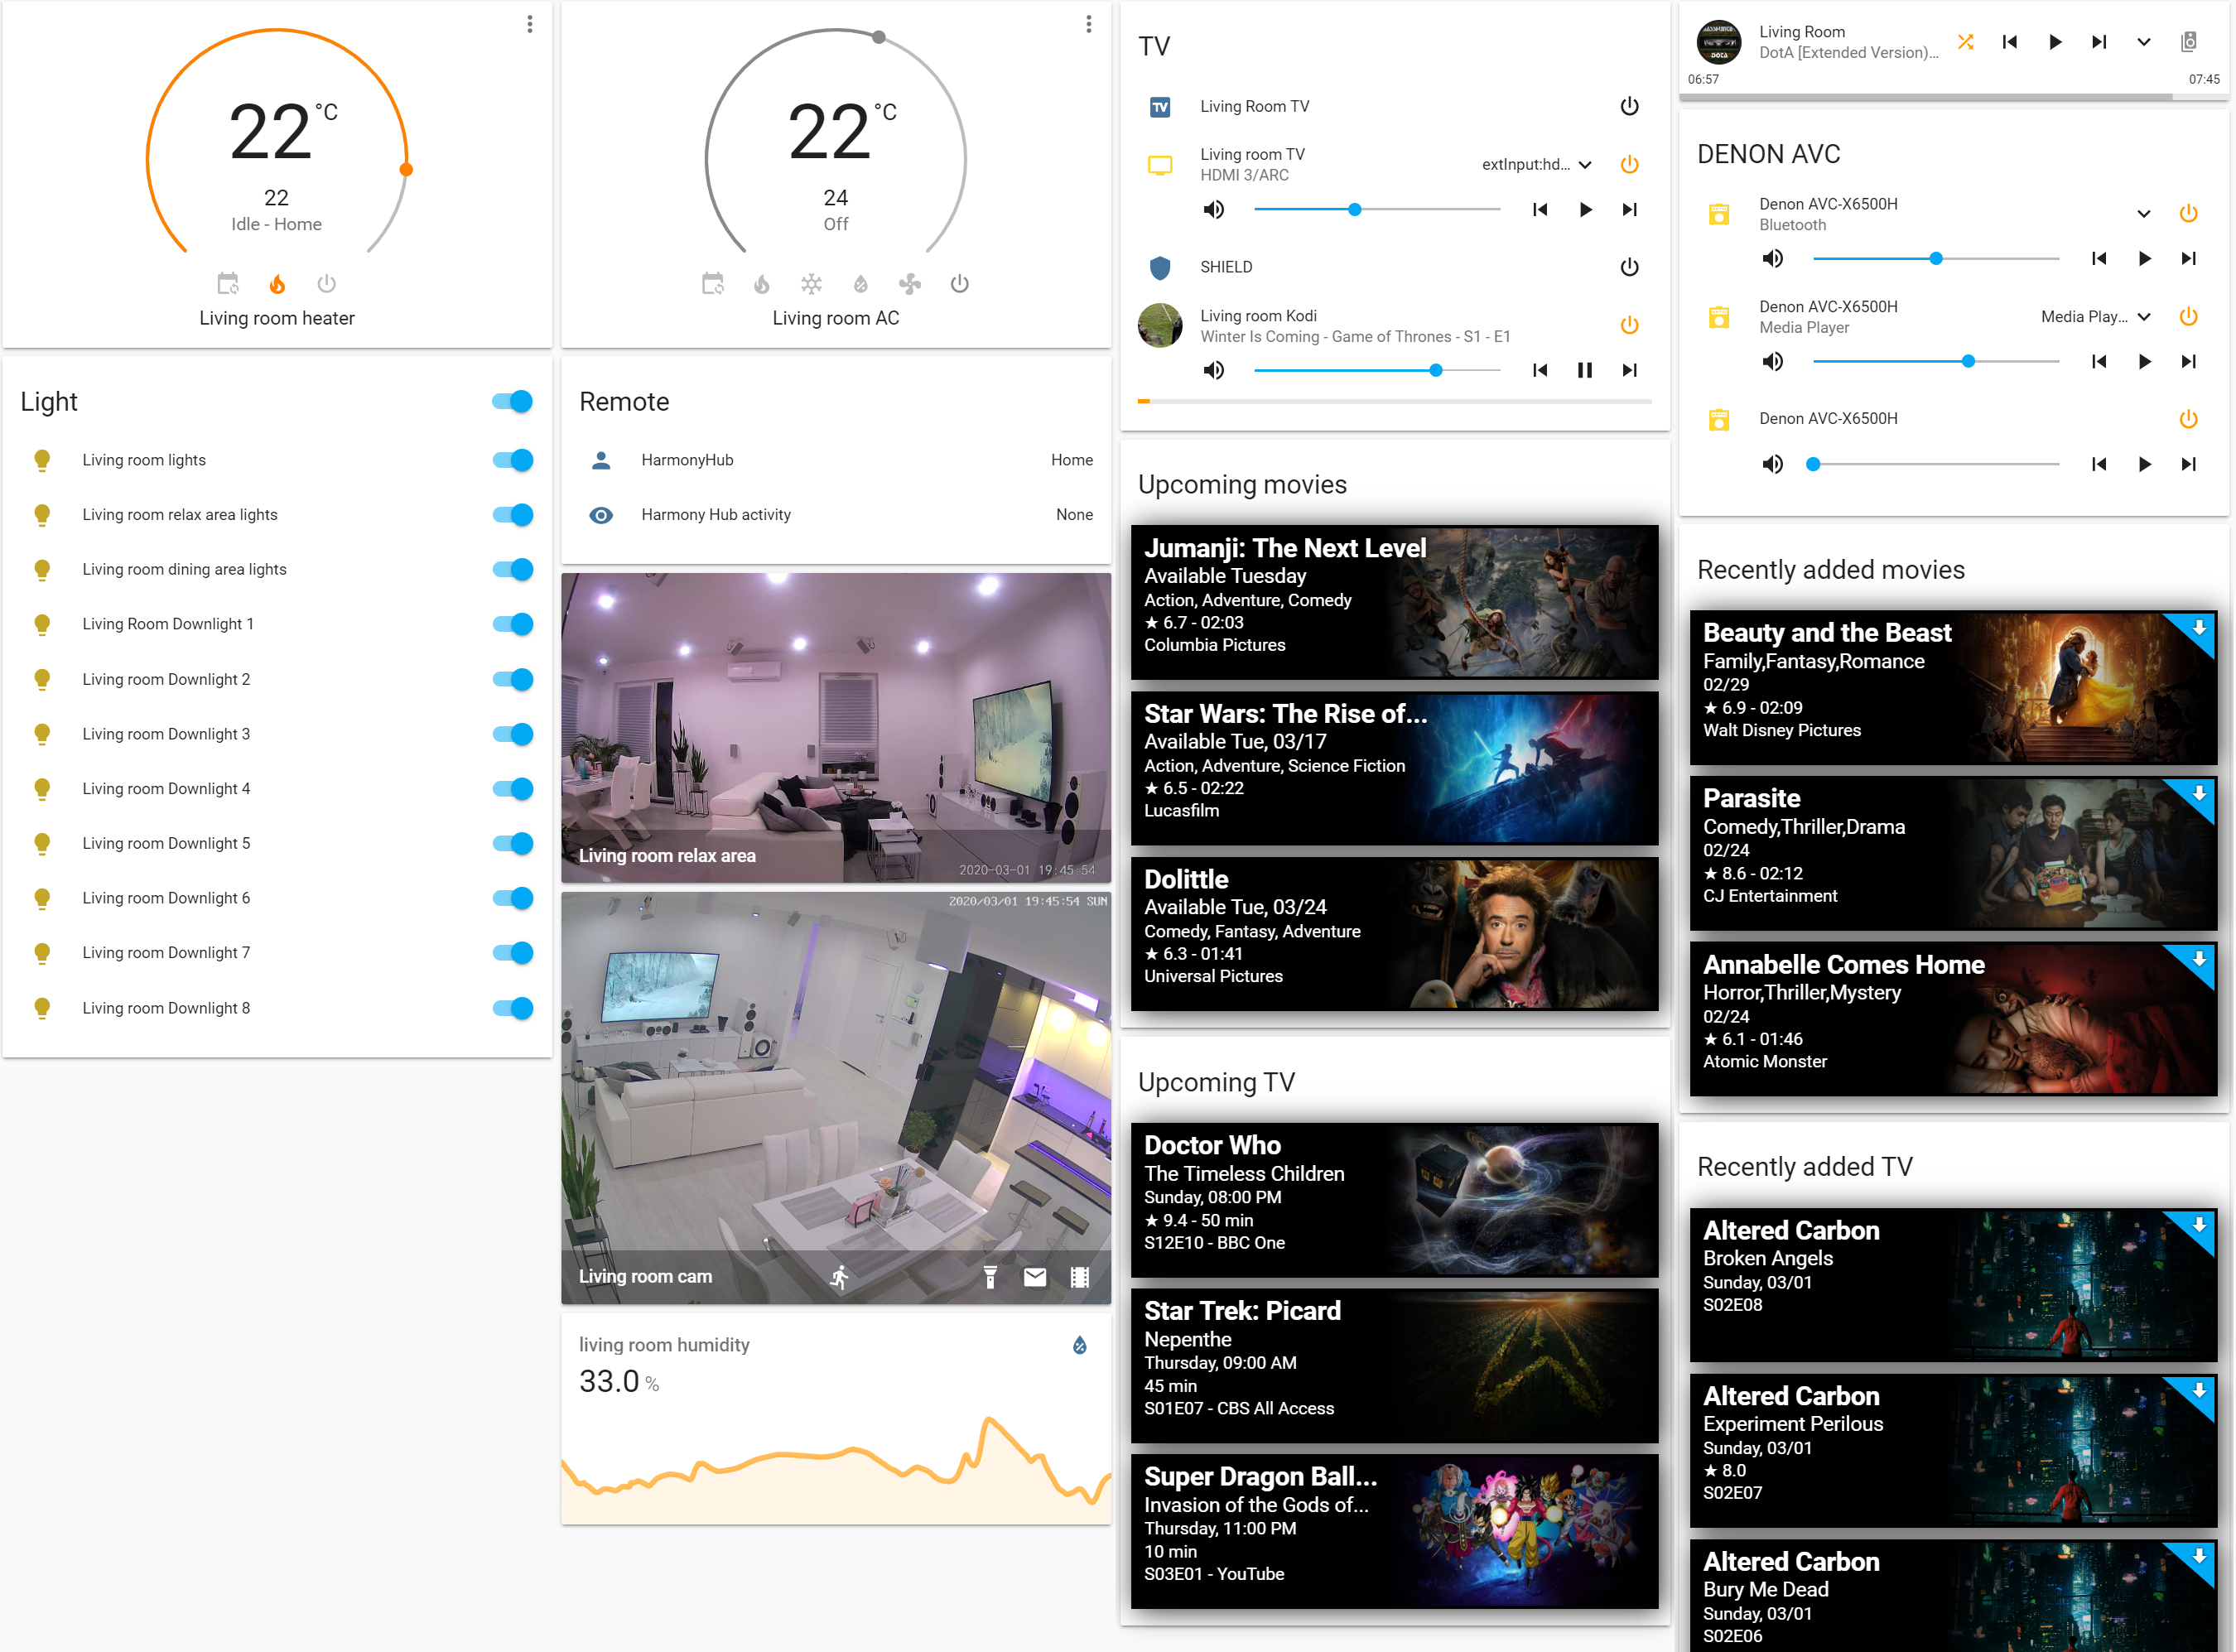 22 °C
22
Idle - Home
Living room heater
Light
Living room lights
Living room relax area lights
Living room dining area lights
Living Room Downlight 1
Living room Downlight 2
Living room Downlight 3
Living room Downlight 4
Living room Downlight 5
Living room Downlight 6
Living room Downlight 7
Living room Downlight 8
22 °C
24
Off
Living room AC
Remote
HarmonyHub Home
Harmony Hub activity None
Living room relax area
2020-03-01 19:45:54
2020/03/01 19:45:54 SUN
Living room cam
living room humidity
33.0 %
TV
TV Living Room TV
Living room TV extInput:hd...
HDMI 3/ARC
SHIELD
Living room Kodi
Winter Is Coming - Game of Thrones - S1 - E1
Upcoming movies
Jumanji: The Next Level
Available Tuesday
Action, Adventure, Comedy
★ 6.7 - 02:03
Columbia Pictures
Star Wars: The Rise of...
Available Tue, 03/17
Action, Adventure, Science Fiction
★ 6.5 - 02:22
Lucasfilm
Dolittle
Available Tue, 03/24
Comedy, Fantasy, Adventure
★ 6.3 - 01:41
Universal Pictures
Upcoming TV
Doctor Who
The Timeless Children
Sunday, 08:00 PM
★ 9.4 - 50 min
S12E10 - BBC One
Star Trek: Picard
Nepenthe
Thursday, 09:00 AM
45 min
S01E07 - CBS All Access
Super Dragon Ball...
Invasion of the Gods of...
Thursday, 11:00 PM
10 min
S03E01 - YouTube
Living Room
DotA [Extended Version)...
DOTA
06:57 07:45
DENON AVC
Denon AVC-X6500H
Bluetooth
Denon AVC-X6500H Media Play...
Media Player
Denon AVC-X6500H
Recently added movies
Beauty and the Beast
Family,Fantasy,Romance
02/29
★ 6.9 - 02:09
Walt Disney Pictures
Parasite
Comedy,Thriller,Drama
02/24
★ 8.6 - 02:12
CJ Entertainment
Annabelle Comes Home
Horror,Thriller,Mystery
02/24
★ 6.1 - 01:46
Atomic Monster
Recently added TV
Altered Carbon
Broken Angels
Sunday, 03/01
S02E08
Altered Carbon
Experiment Perilous
Sunday, 03/01
★ 8.0
S02E07
Altered Carbon
Bury Me Dead
Sunday, 03/01
S02E06